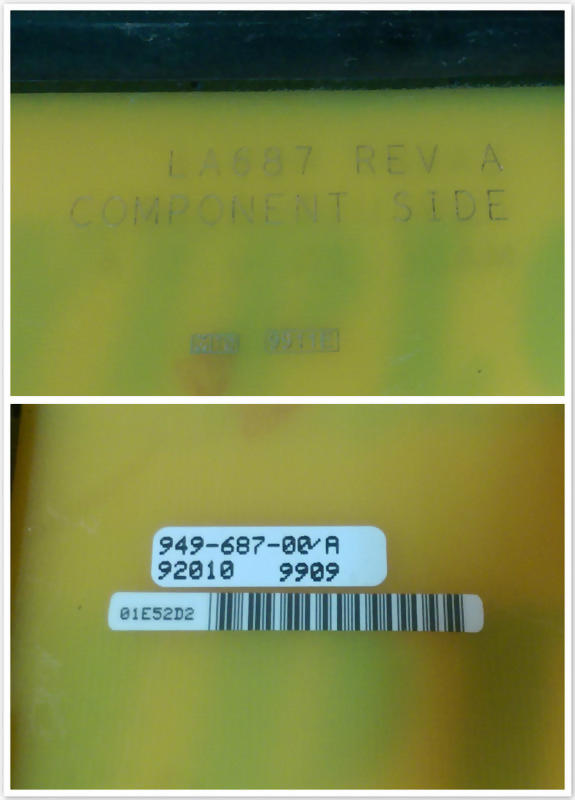 LA687 REV A
COMPONENT SIDE
949-687-00/A
92010 9909
01E52D2